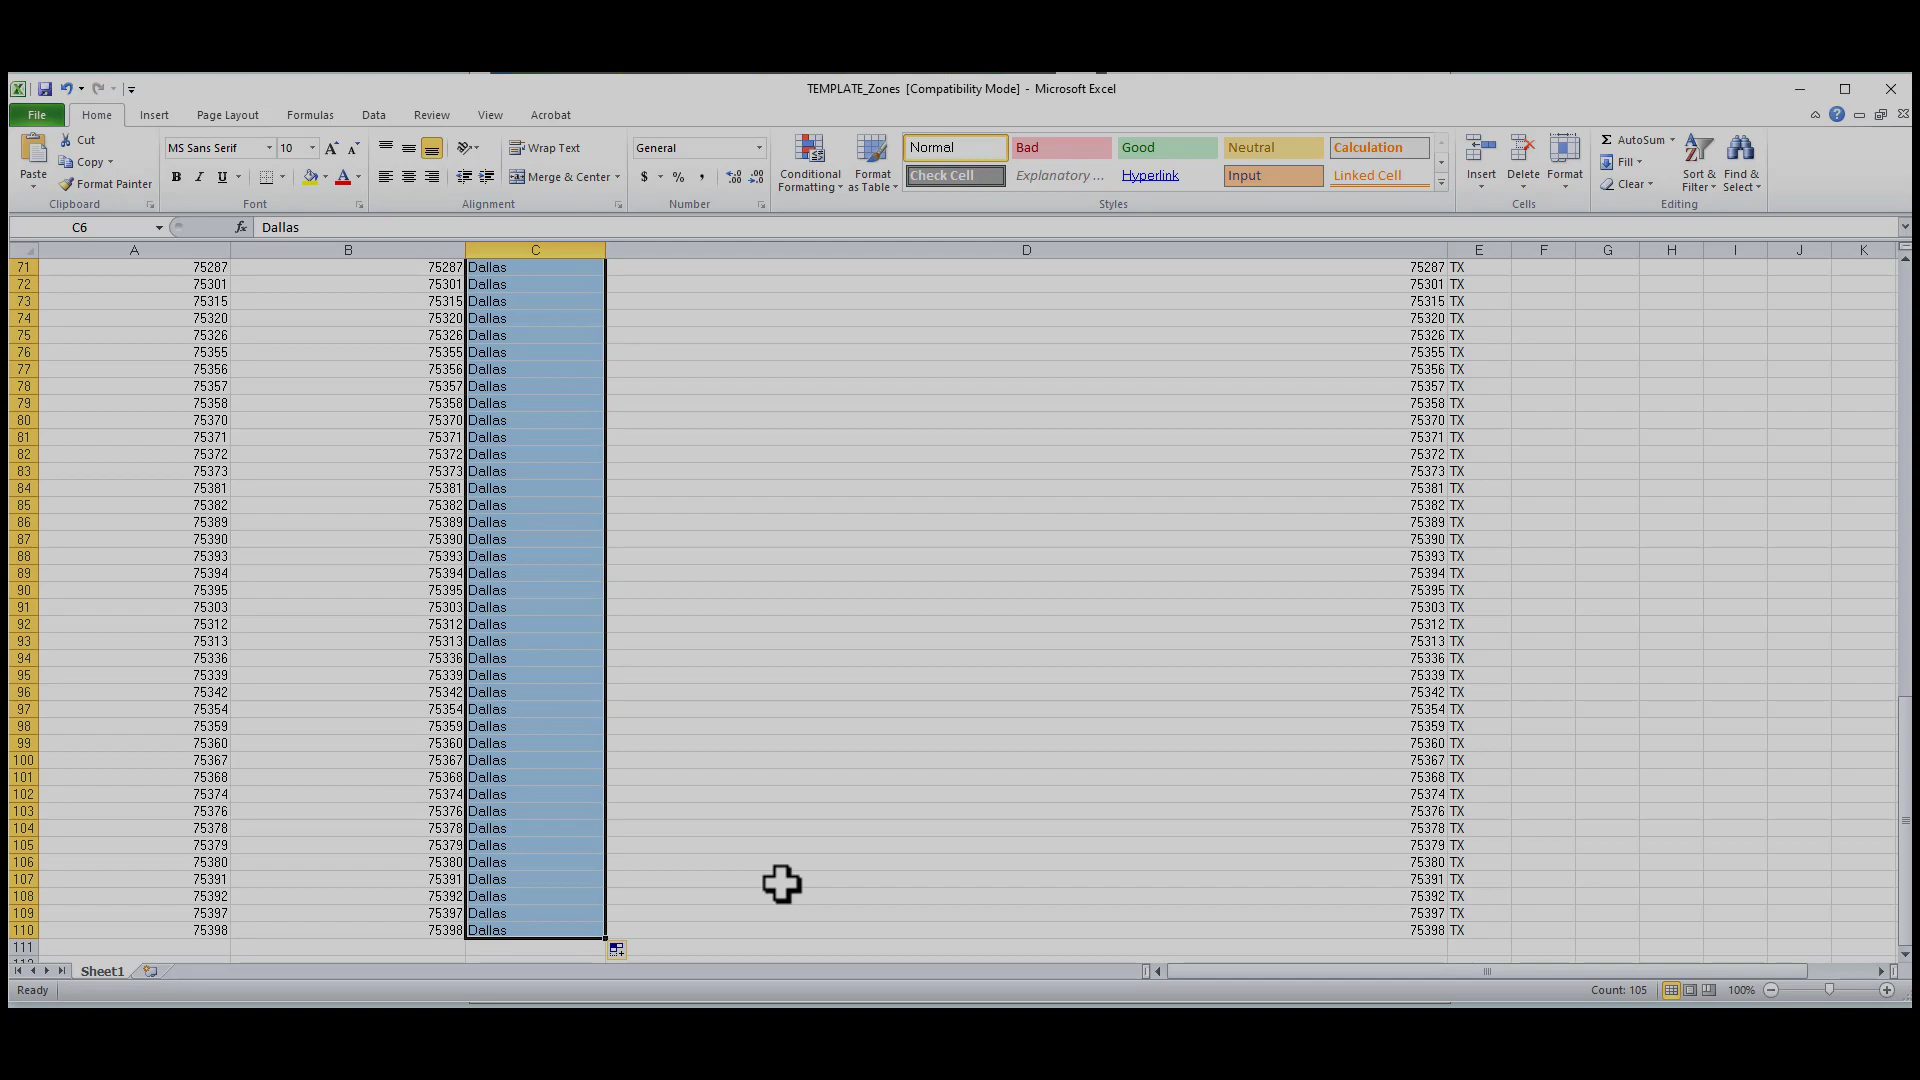 TEMPLATE_Zones [Compatibility Mode] - Microsoft Excel
File Home Insert Page Layout Formulas Data Review View Acrobat
Paste Cut Copy Format Painter Clipboard
MS Sans Serif 10 B I U Font
Wrap Text Merge & Center Alignment
General $ % , Number
Conditional Formatting Format as Table
Normal Bad Good Neutral Calculation
Check Cell Explanatory ... Hyperlink Input Linked Cell
Styles
Insert Delete Format Cells
AutoSum Fill Clear Sort & Filter Find & Select Editing
C6 fx Dallas
A B C D E F G H I J K
71 75287 75287 Dallas 75287 TX
72 75301 75301 Dallas 75301 TX
73 75315 75315 Dallas 75315 TX
74 75320 75320 Dallas 75320 TX
75 75326 75326 Dallas 75326 TX
76 75355 75355 Dallas 75355 TX
77 75356 75356 Dallas 75356 TX
78 75357 75357 Dallas 75357 TX
79 75358 75358 Dallas 75358 TX
80 75370 75370 Dallas 75370 TX
81 75371 75371 Dallas 75371 TX
82 75372 75372 Dallas 75372 TX
83 75373 75373 Dallas 75373 TX
84 75381 75381 Dallas 75381 TX
85 75382 75382 Dallas 75382 TX
86 75389 75389 Dallas 75389 TX
87 75390 75390 Dallas 75390 TX
88 75393 75393 Dallas 75393 TX
89 75394 75394 Dallas 75394 TX
90 75395 75395 Dallas 75395 TX
91 75303 75303 Dallas 75303 TX
92 75312 75312 Dallas 75312 TX
93 75313 75313 Dallas 75313 TX
94 75336 75336 Dallas 75336 TX
95 75339 75339 Dallas 75339 TX
96 75342 75342 Dallas 75342 TX
97 75354 75354 Dallas 75354 TX
98 75359 75359 Dallas 75359 TX
99 75360 75360 Dallas 75360 TX
100 75367 75367 Dallas 75367 TX
101 75368 75368 Dallas 75368 TX
102 75374 75374 Dallas 75374 TX
103 75376 75376 Dallas 75376 TX
104 75378 75378 Dallas 75378 TX
105 75379 75379 Dallas 75379 TX
106 75380 75380 Dallas 75380 TX
107 75391 75391 Dallas 75391 TX
108 75392 75392 Dallas 75392 TX
109 75397 75397 Dallas 75397 TX
110 75398 75398 Dallas 75398 TX
111
Sheet1
Ready Count: 105 100%